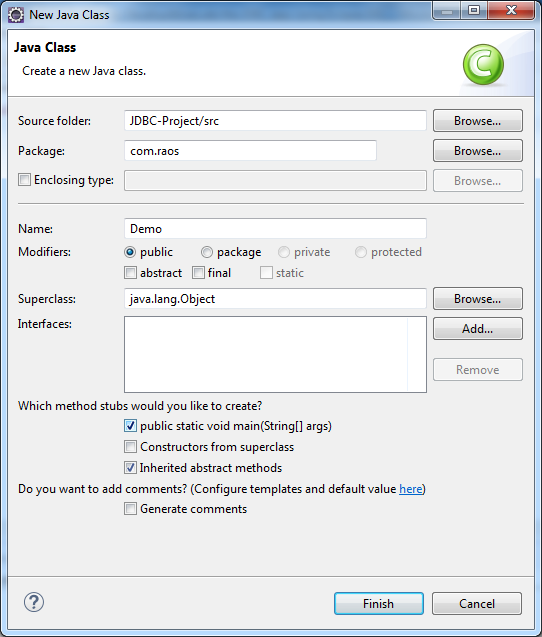 New Java Class
Java Class
Create a new Java class.
C
Source folder: JDBC-Project/src Browse...
Package: com.raos Browse...
Enclosing type: Browse...
Name: Demo
Modifiers: public package private protected
abstract final static
Superclass: java.lang.Object Browse...
Interfaces: Add...
Remove
Which method stubs would you like to create?
public static void main(String[] args)
Constructors from superclass
Inherited abstract methods
Do you want to add comments? (Configure templates and default value here)
Generate comments
? Finish Cancel